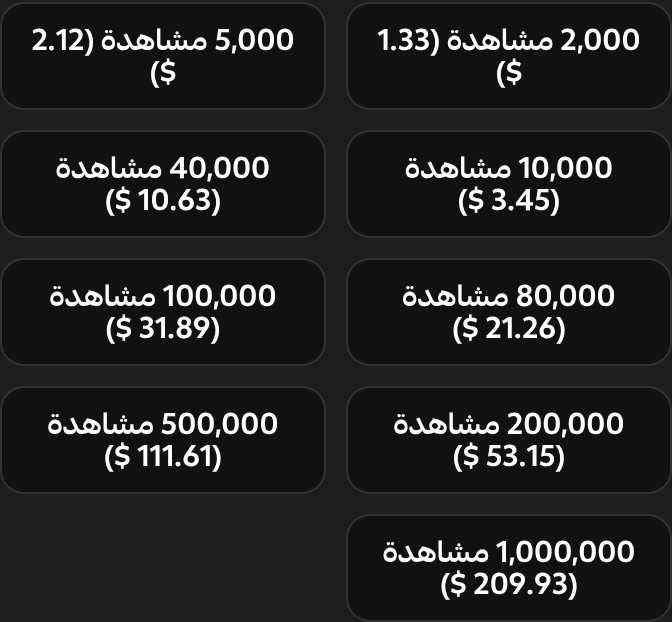 2,000 مشاهدة (1.33
$)
5,000 مشاهدة (2.12
$)
10,000 مشاهدة
(3.45 $)
40,000 مشاهدة
(10.63 $)
80,000 مشاهدة
(21.26 $)
100,000 مشاهدة
(31.89 $)
200,000 مشاهدة
(53.15 $)
500,000 مشاهدة
(111.61 $)
1,000,000 مشاهدة
(209.93 $)